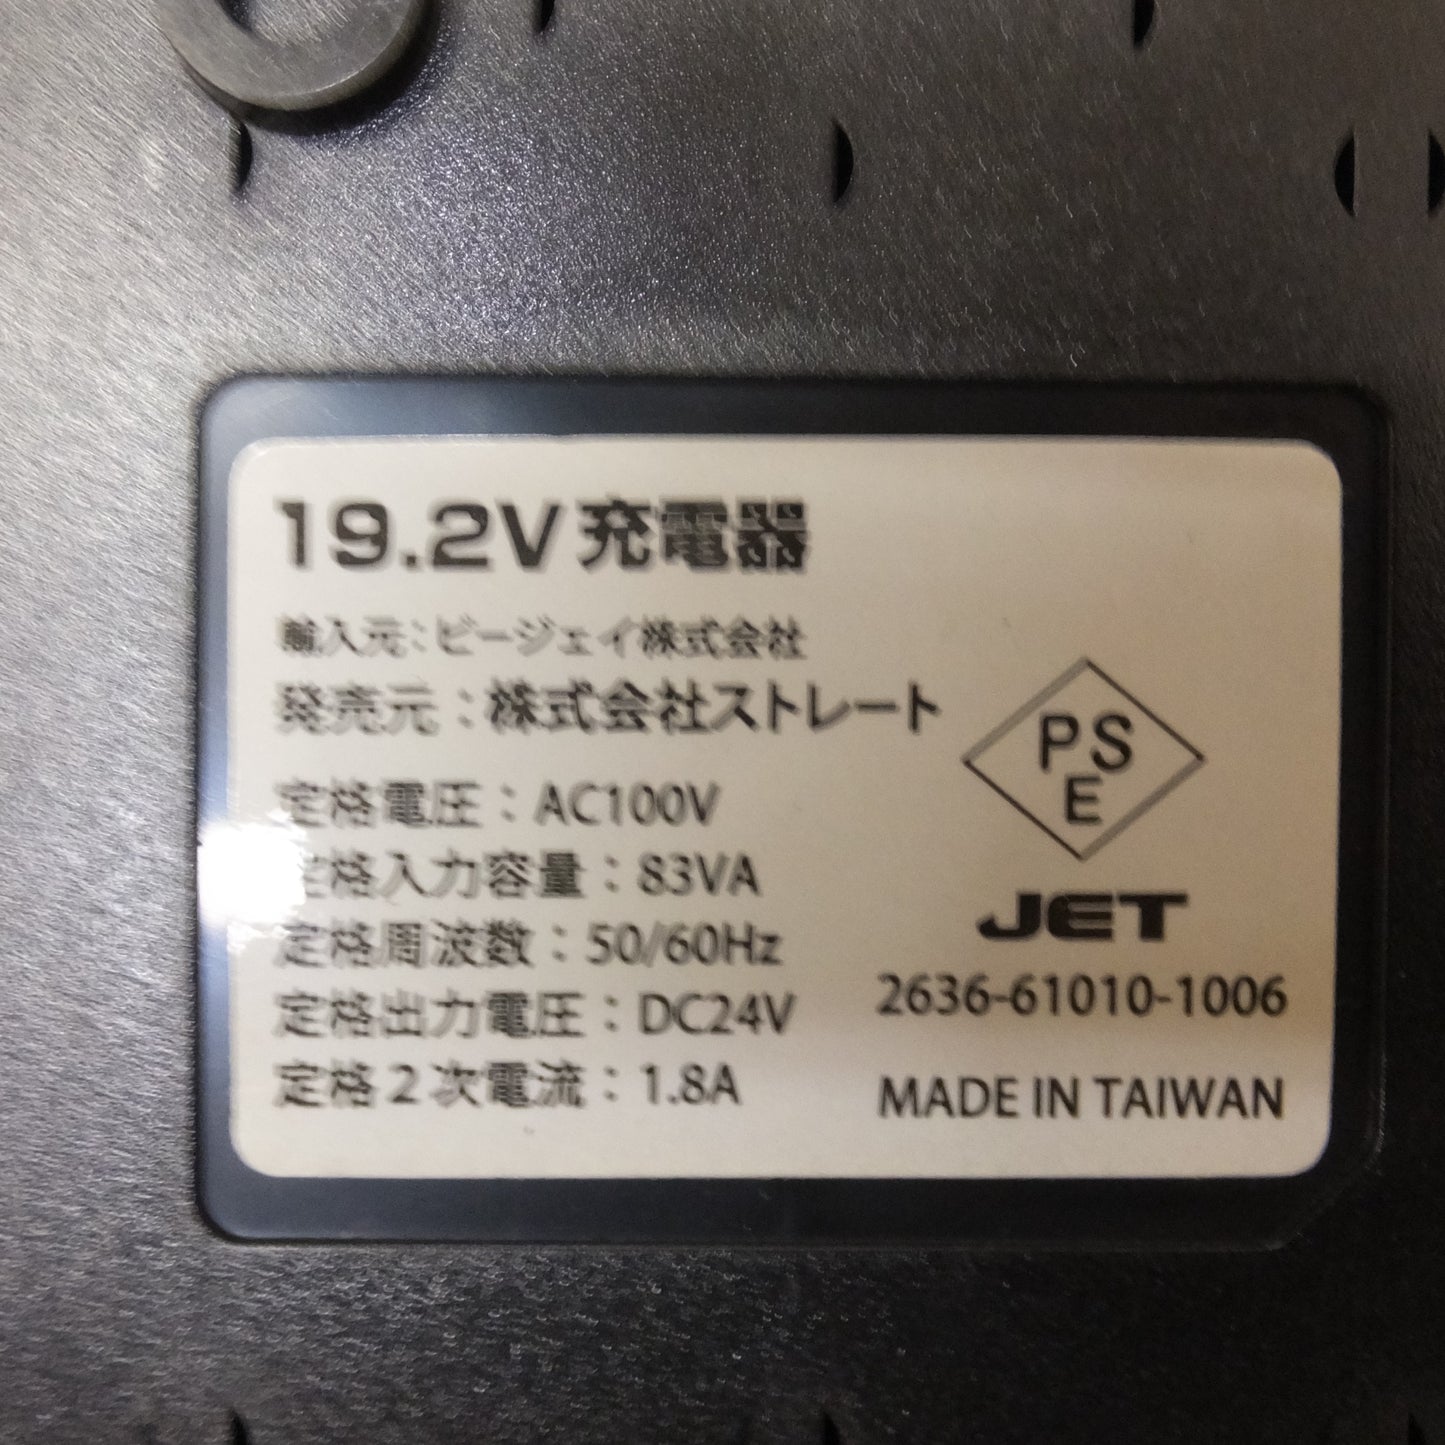 19.2V 充電器
輸入元：ビージェイ株式会社
発売元：株式会社ストレート
定格電圧：AC100V
定格入力容量：83VA
定格周波数：50/60Hz
定格出力電圧：DC24V
定格2次電流：1.8A
PS
E
JET
2636-61010-1006
MADE IN TAIWAN